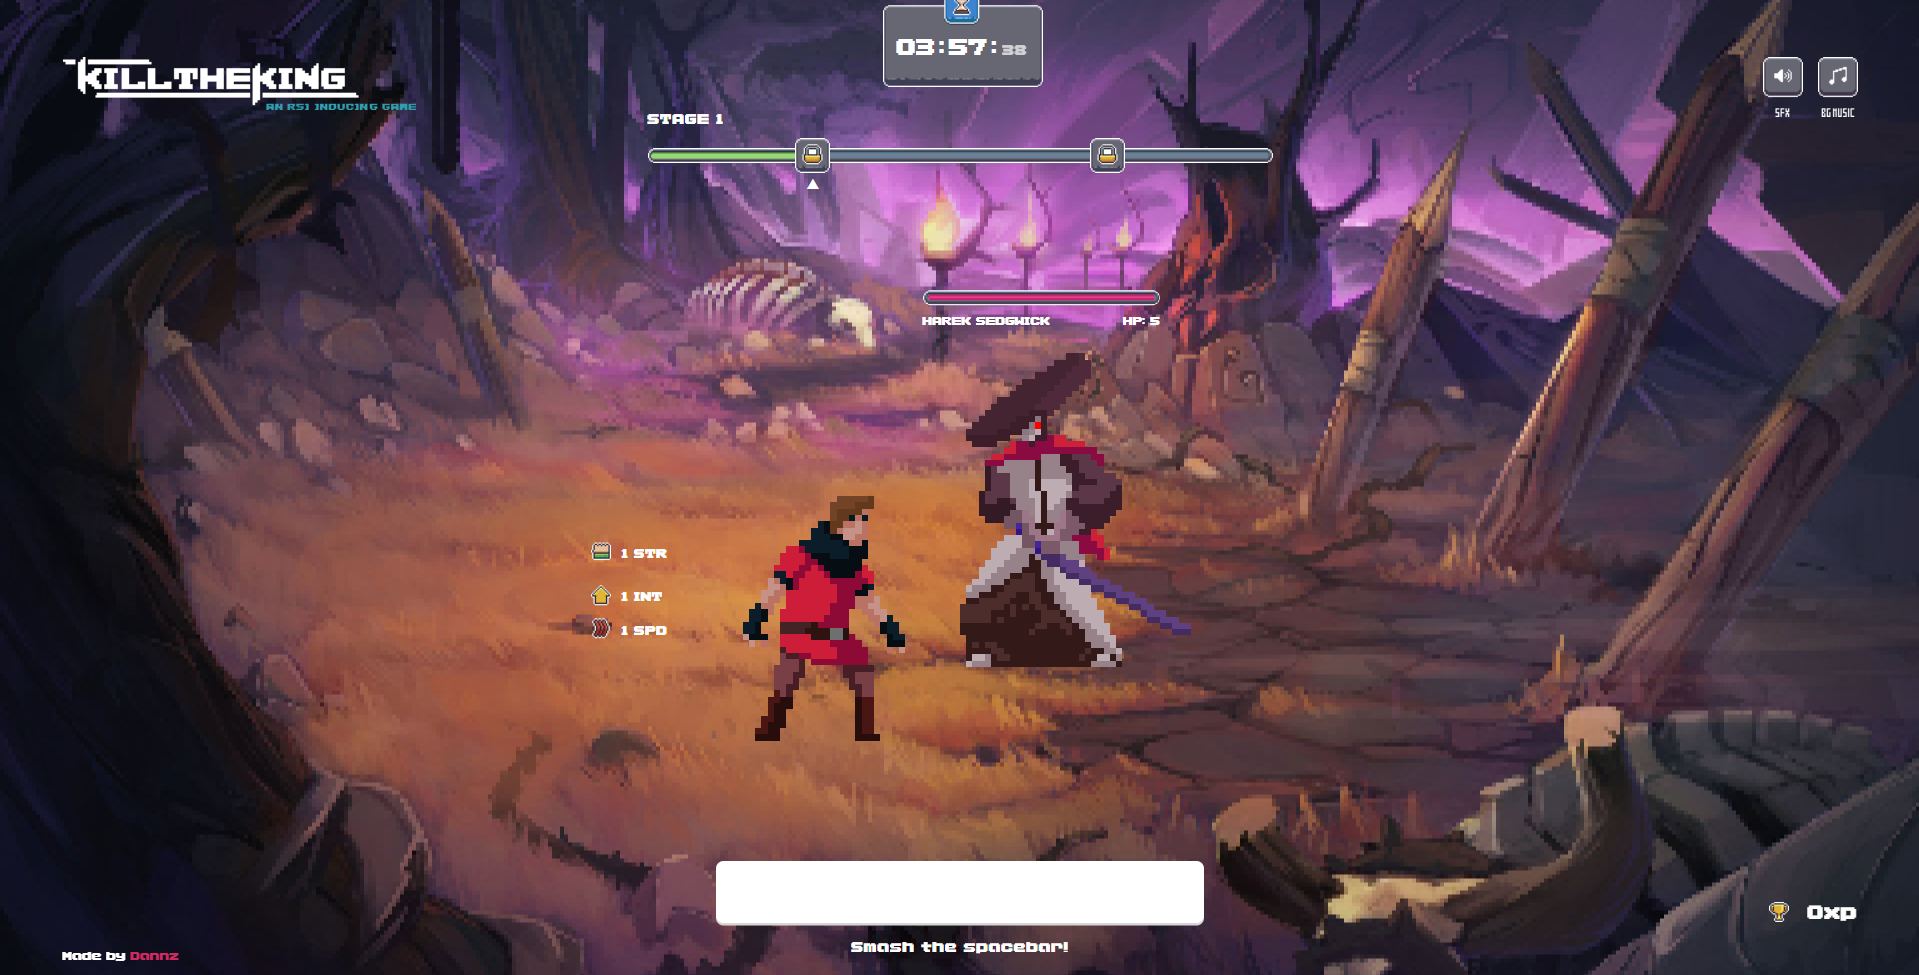 03:57:38
KILLTHEKING
AN RSI INDUCING GAME
SFX
BG MUSIC
STAGE 1
HAREK SEDGWICK
HP: 5
1 STR
1 INT
1 SPD
0xp
Smash the spacebar!
Made by Dannz